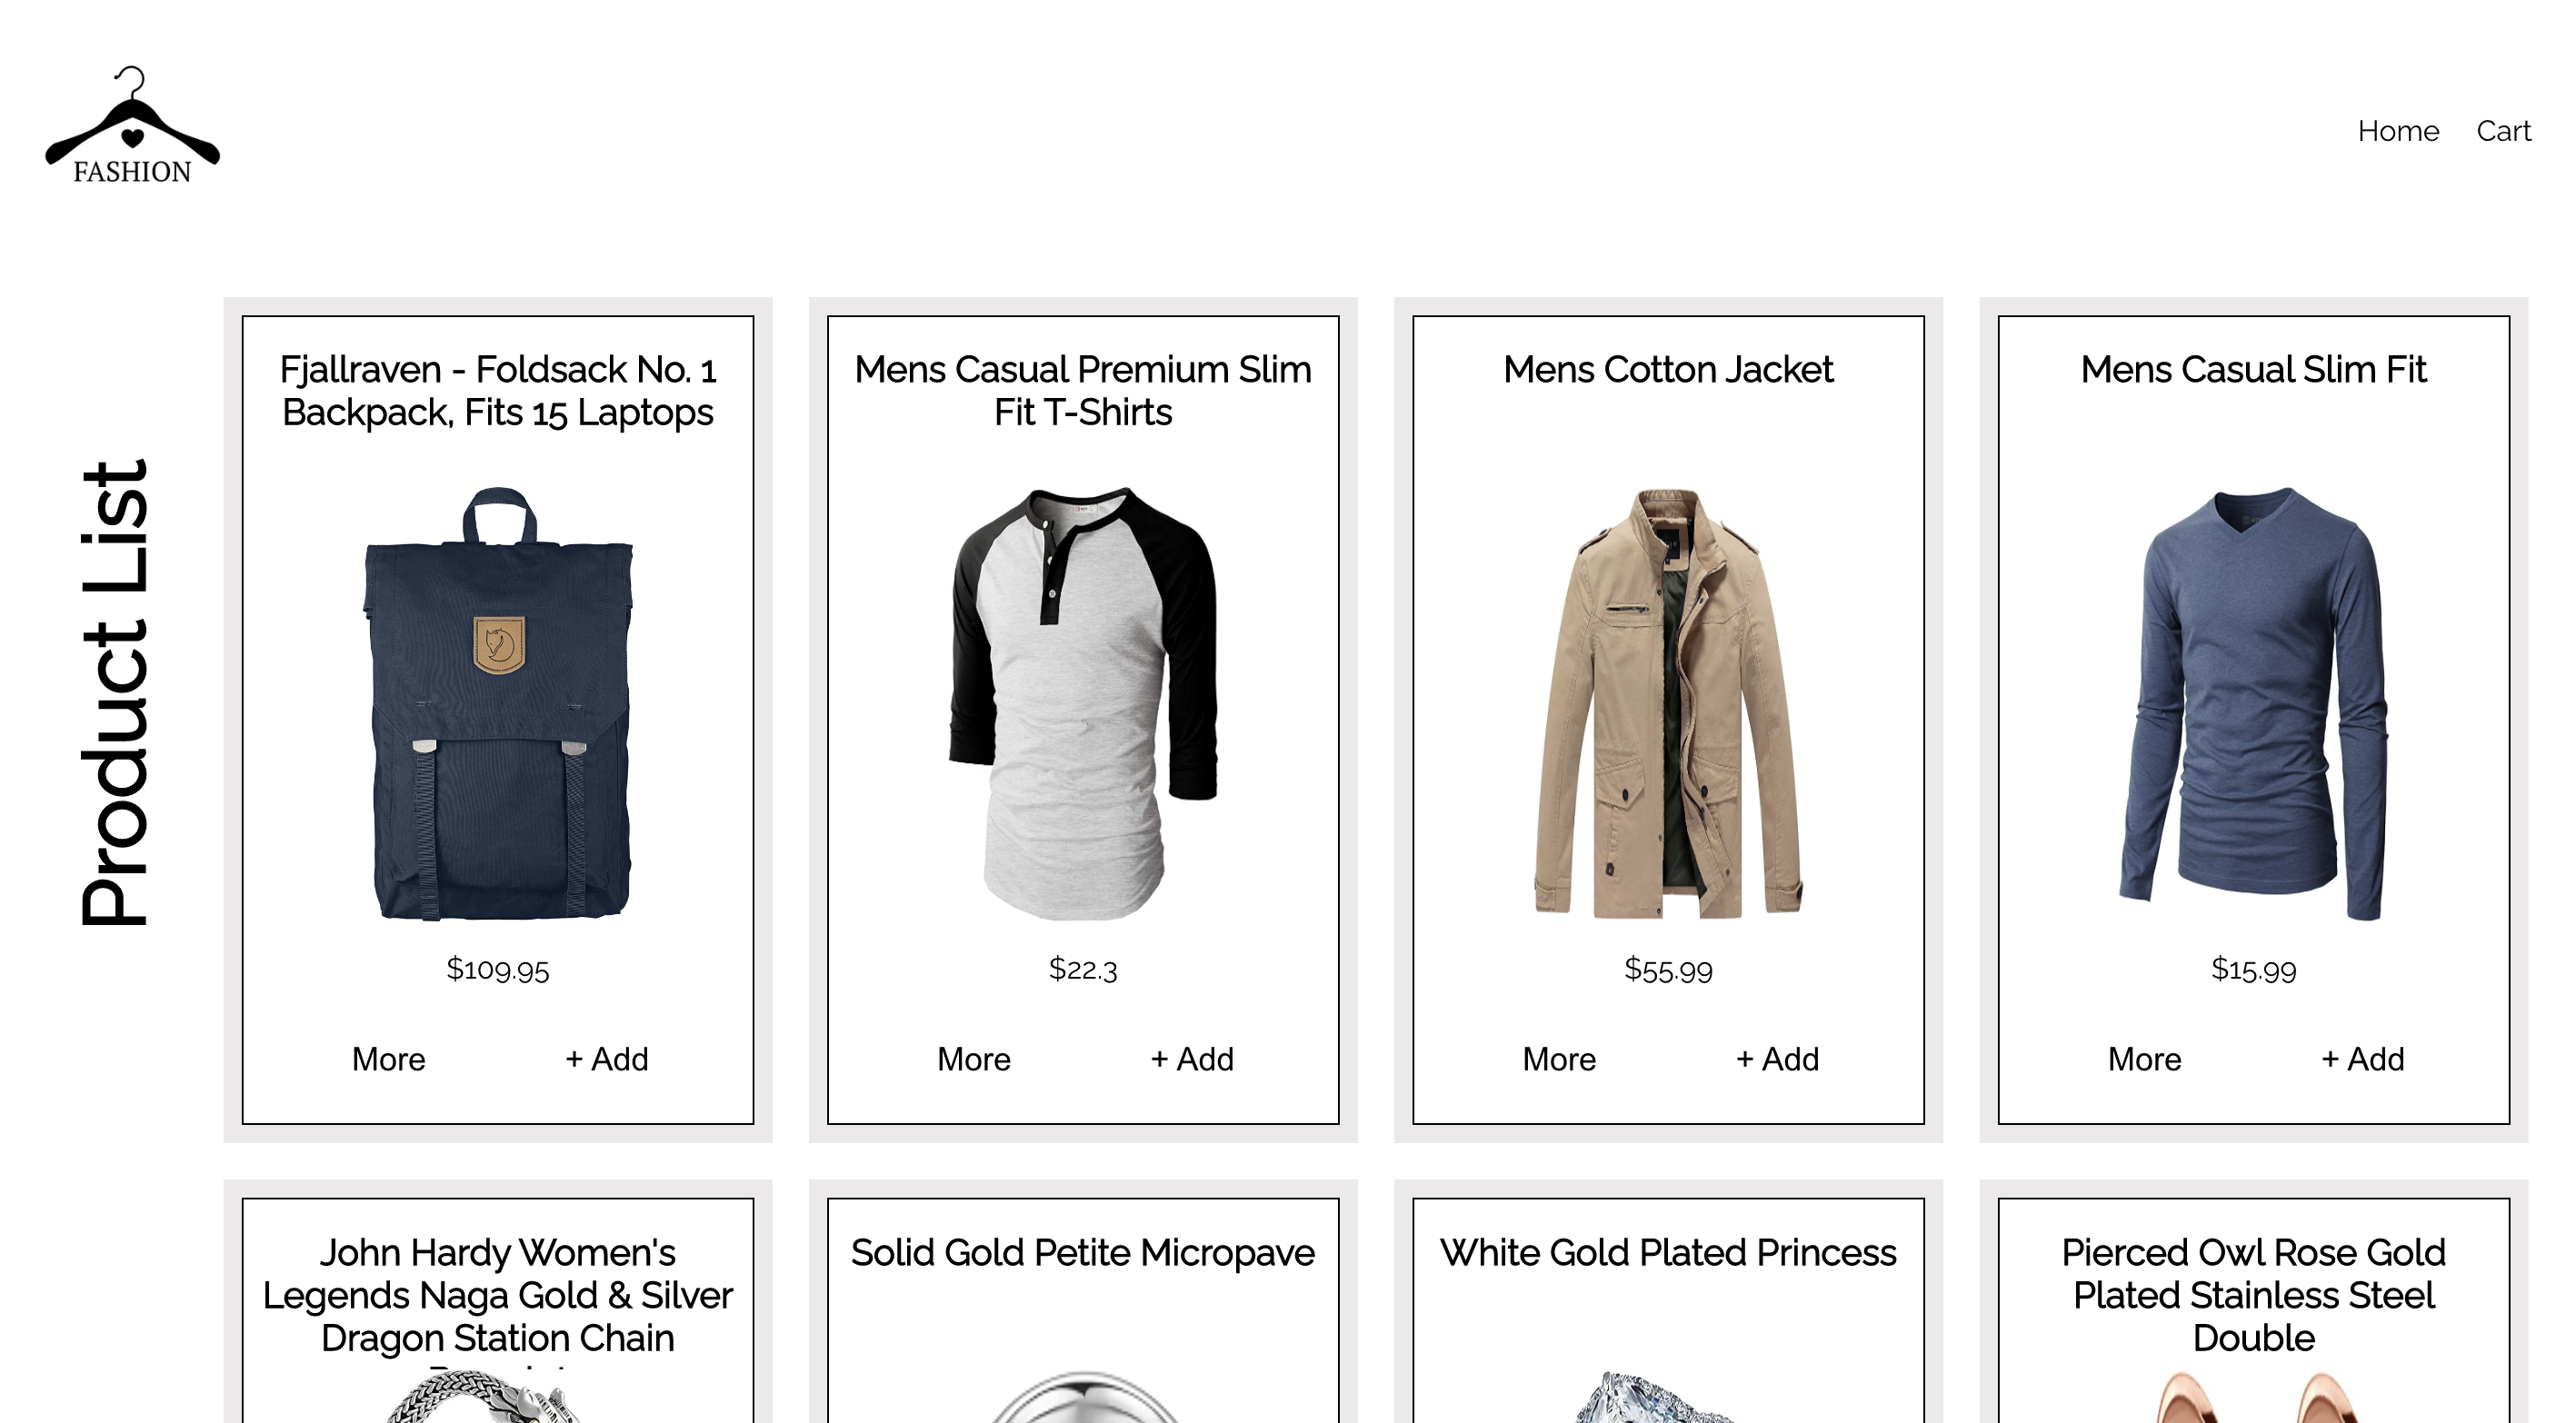 FASHION
Home
Cart
Product List
Fjallraven - Foldsack No. 1
Backpack, Fits 15 Laptops
$109.95
More
+ Add
Mens Casual Premium Slim
Fit T-Shirts
$22.3
More
+ Add
Mens Cotton Jacket
$55.99
More
+ Add
Mens Casual Slim Fit
$15.99
More
+ Add
John Hardy Women's
Legends Naga Gold & Silver
Dragon Station Chain
Solid Gold Petite Micropave
White Gold Plated Princess
Pierced Owl Rose Gold
Plated Stainless Steel
Double